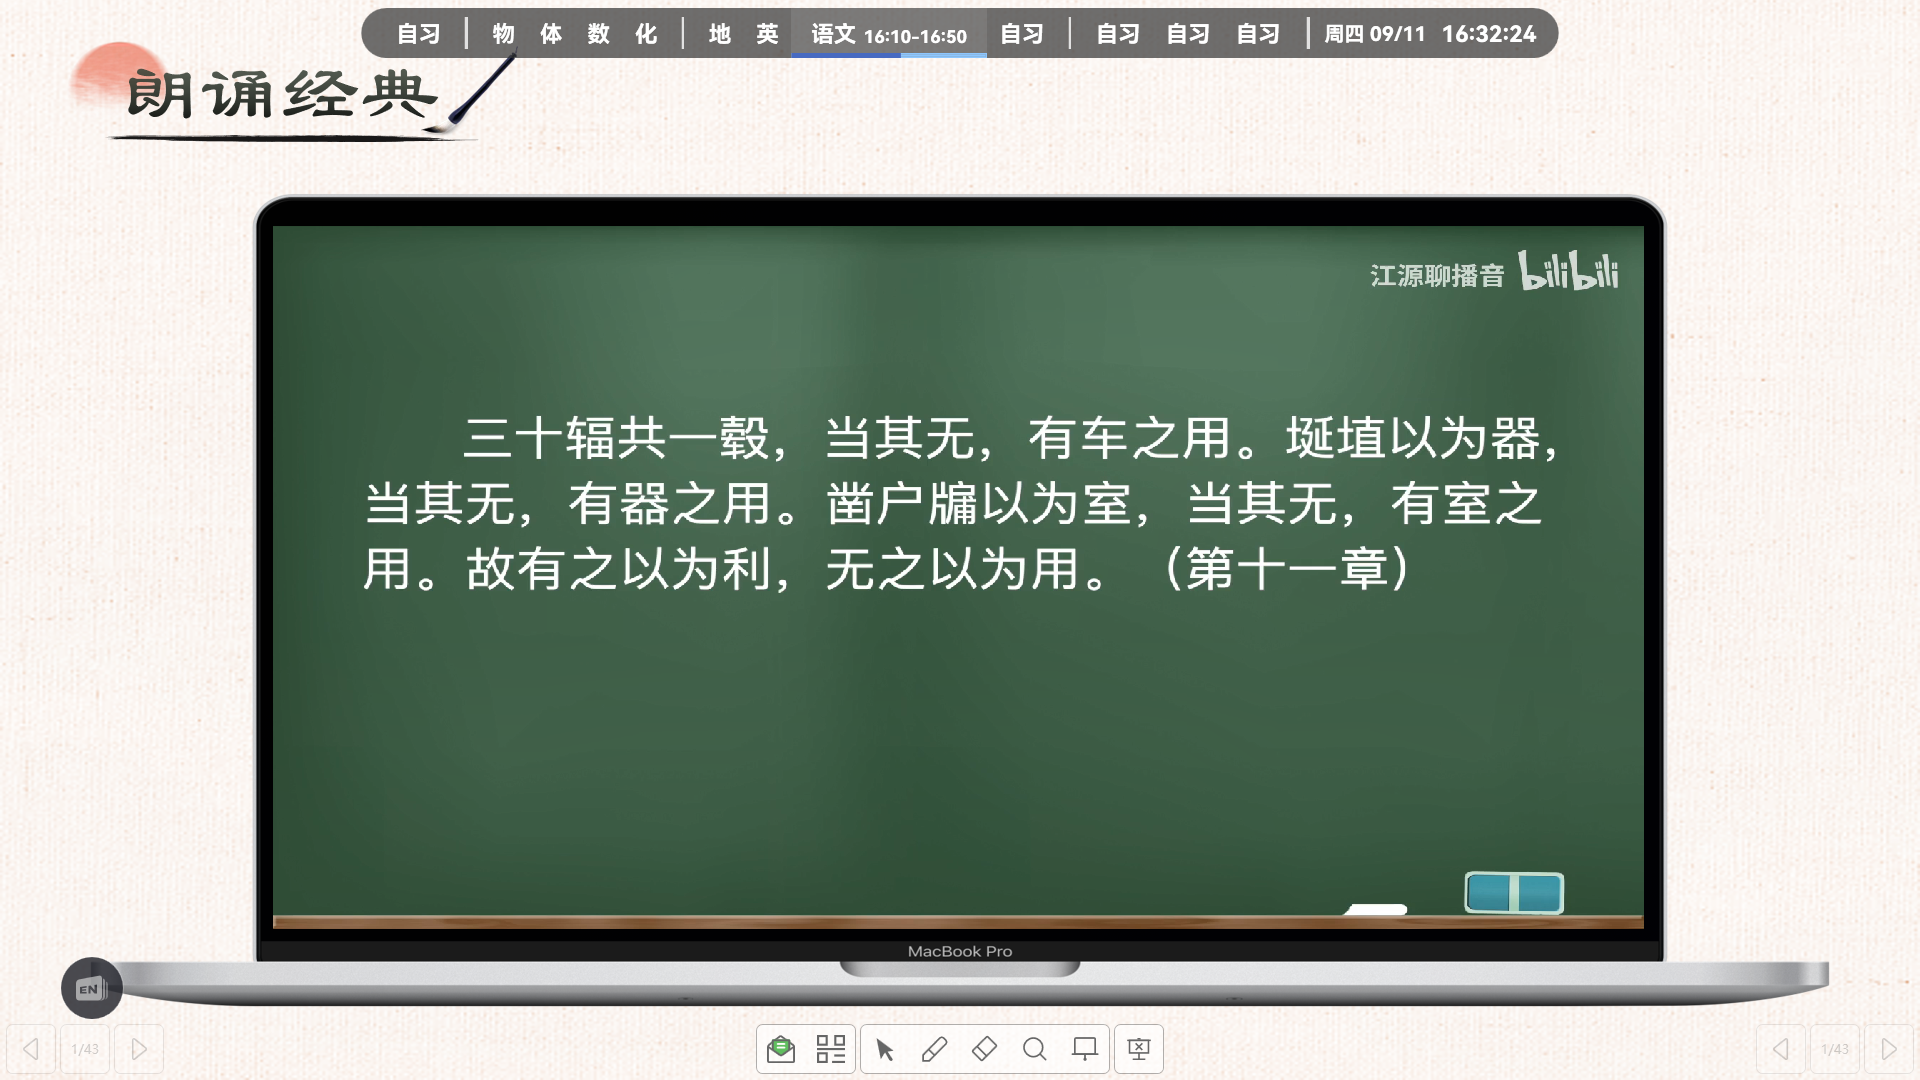 自习 | 物 体 数 化 | 地 英 语文 16:10-16:50 自习 | 自习 自习 自习 | 周四 09/11 16:32:24
朗诵经典
江源聊播音 bilibili
三十辐共一毂，当其无，有车之用。埏埴以为器，
当其无，有器之用。凿户牖以为室，当其无，有室之
用。故有之以为利，无之以为用。（第十一章）
MacBook Pro
EN
1/43
1/43